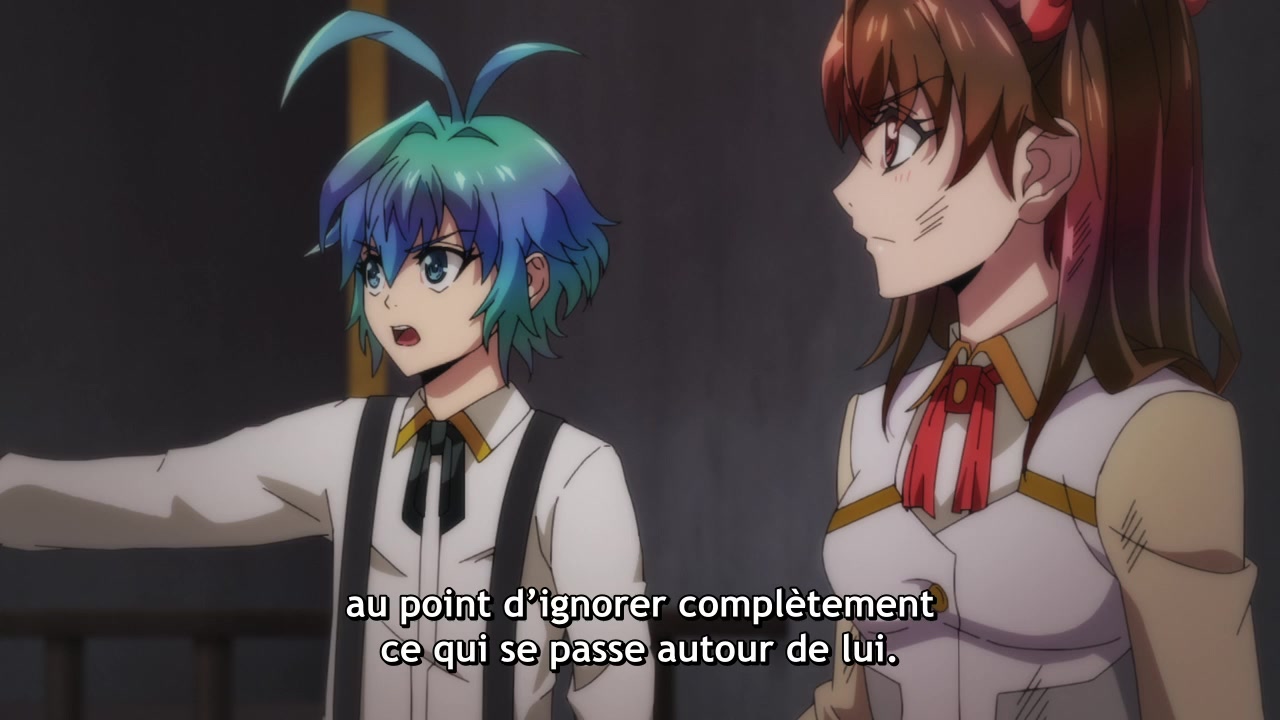 au point d’ignorer complètement
ce qui se passe autour de lui.